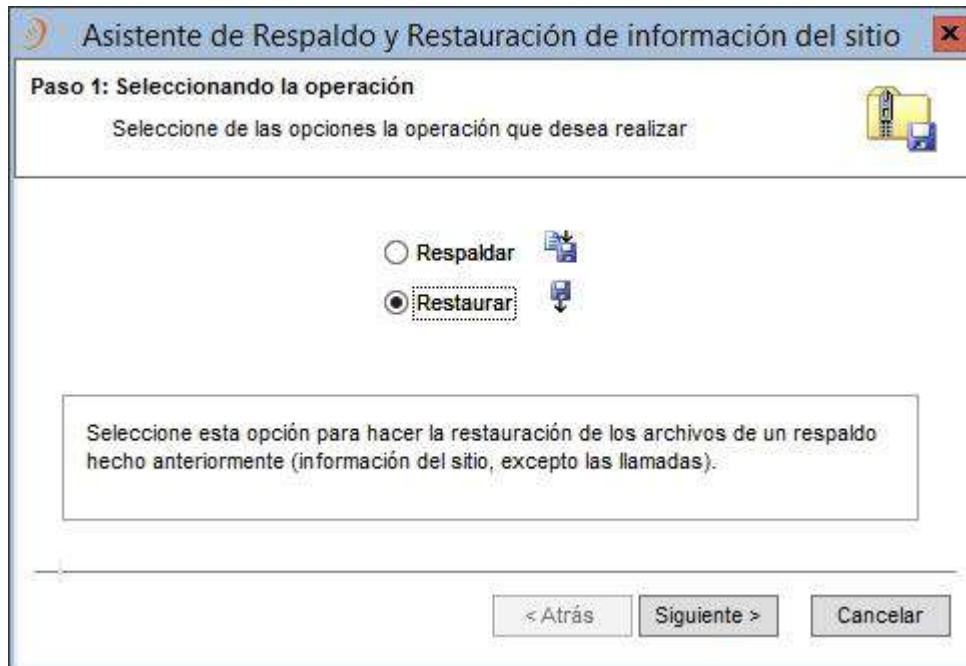 Asistente de Respaldo y Restauración de información del sitio
Paso 1: Seleccionando la operación
Seleccione de las opciones la operación que desea realizar
Respaldar
Restaurar
Seleccione esta opción para hacer la restauración de los archivos de un respaldo
hecho anteriormente (información del sitio, excepto las llamadas).
< Atrás Siguiente > Cancelar